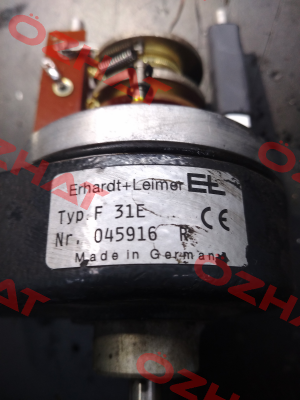 Erhardt+Leimer EL
Typ. F 31E CE
Nr. 045916 R
Made in Germany
OZHAT
OZHAT
OZHAT
OZHAT